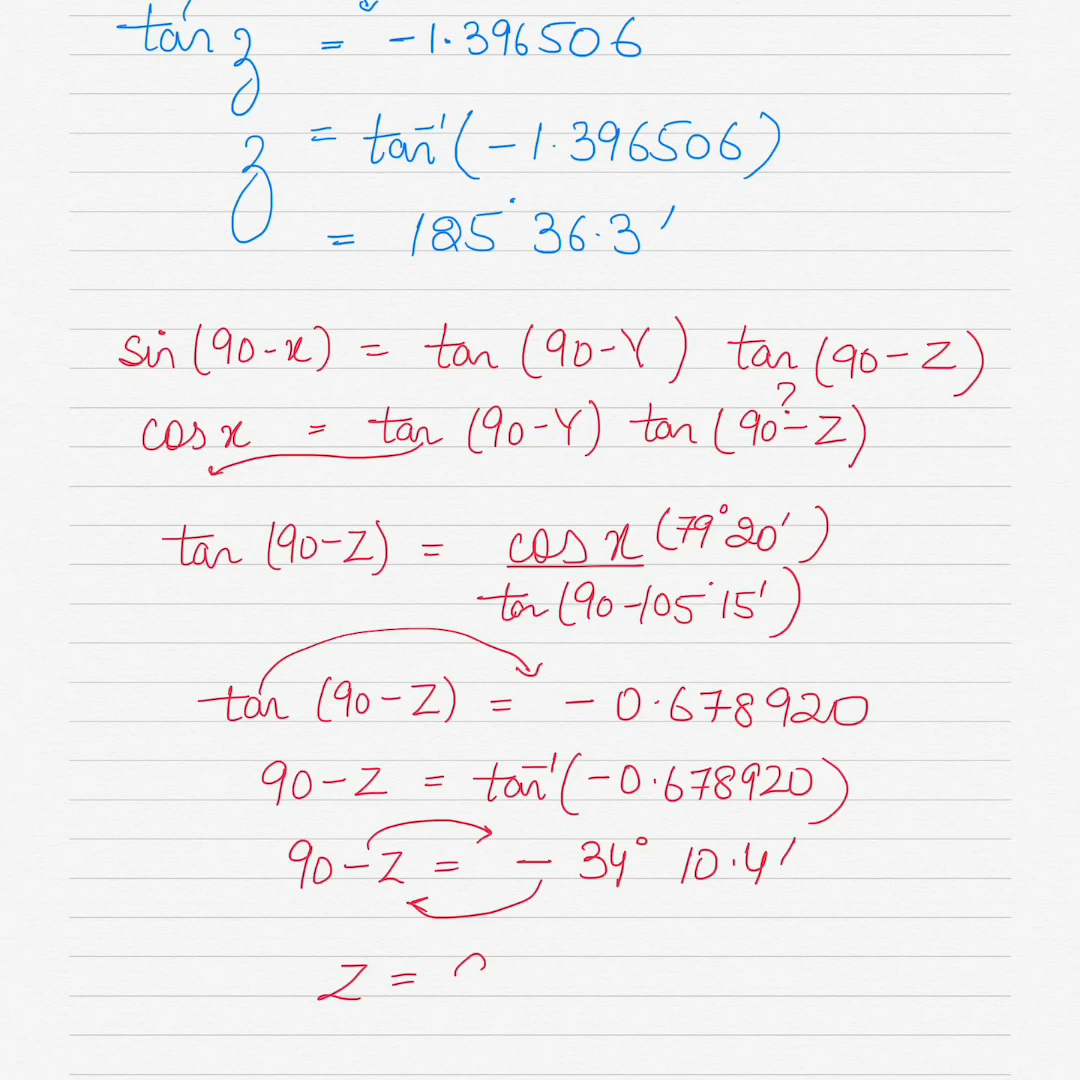 tan z = -1.396506
z = tan⁻¹(-1.396506)
= 125° 36.3'
sin(90-x) = tan(90-Y) tan(90-Z)
?
cos x = tan(90-Y) tan(90-Z)
tan(90-Z) = cos x (79°20')
tan(90-105°15')
tan(90-Z) = -0.678920
90-Z = tan⁻¹(-0.678920)
90-Z = -34° 10.4'
Z =